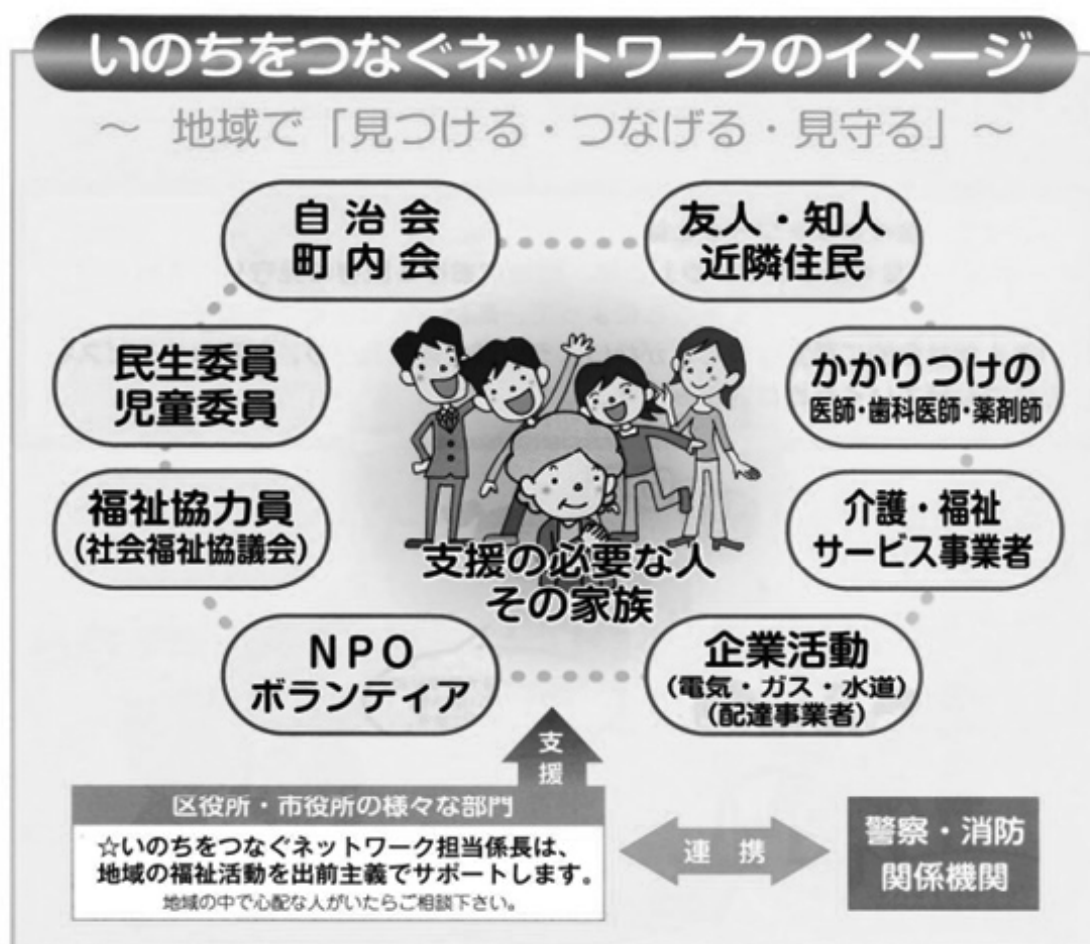 いのちをつなぐネットワークのイメージ
～ 地域で「見つける・つなげる・見守る」～
自治会
町内会
友人・知人
近隣住民
民生委員
児童委員
かかりつけの
医師・歯科医師・薬剤師
福祉協力員
(社会福祉協議会)
介護・福祉
サービス事業者
支援の必要な人
その家族
NPO
ボランティア
企業活動
(電気・ガス・水道)
(配達事業者)
支援
区役所・市役所の様々な部門
☆いのちをつなぐネットワーク担当係長は、
地域の福祉活動を出前主義でサポートします。
地域の中で心配な人がいたらご相談下さい。
連携
警察・消防
関係機関